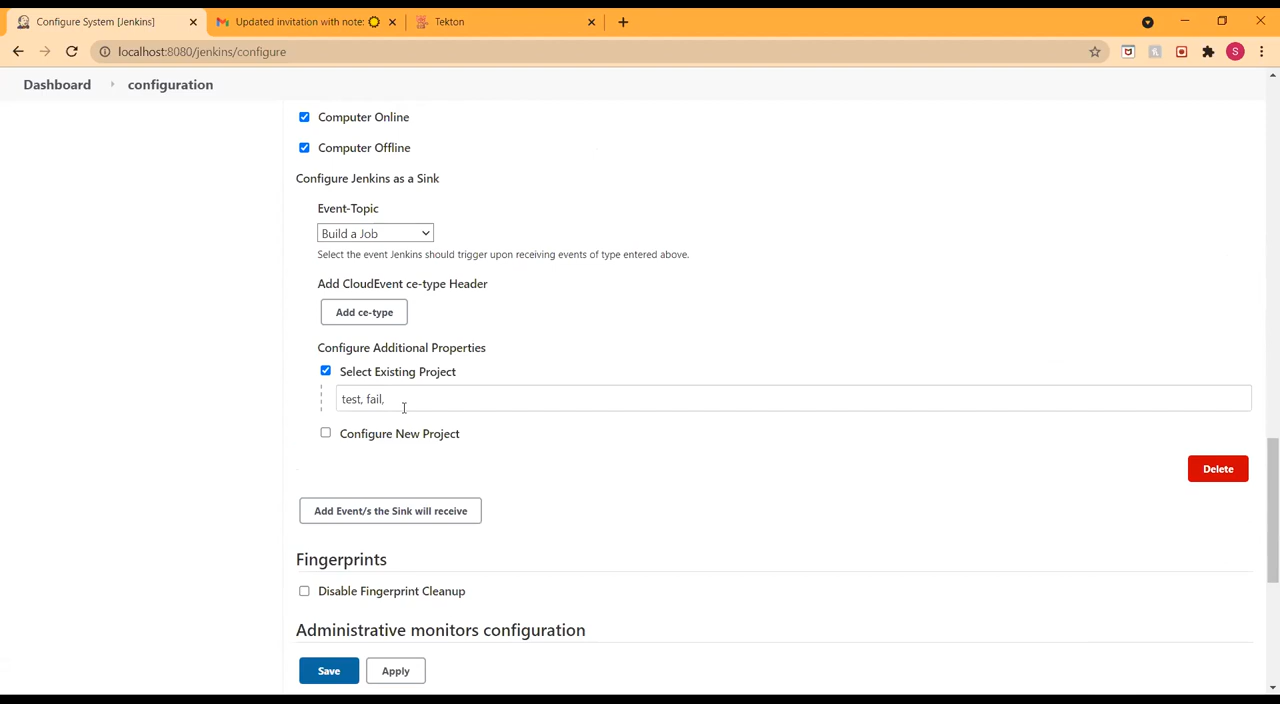 Configure System [Jenkins]
Updated invitation with note:
Tekton
S
localhost:8080/jenkins/configure
Dashboard
configuration
Computer Online
Computer Offline
Configure Jenkins as a Sink
Event-Topic
Build a Job
Select the event Jenkins should trigger upon receiving events of type entered above.
Add CloudEvent ce-type Header
Add ce-type
Configure Additional Properties
Select Existing Project
test, fail,
Configure New Project
Delete
Add Event/s the Sink will receive
Fingerprints
Disable Fingerprint Cleanup
Administrative monitors configuration
Save
Apply